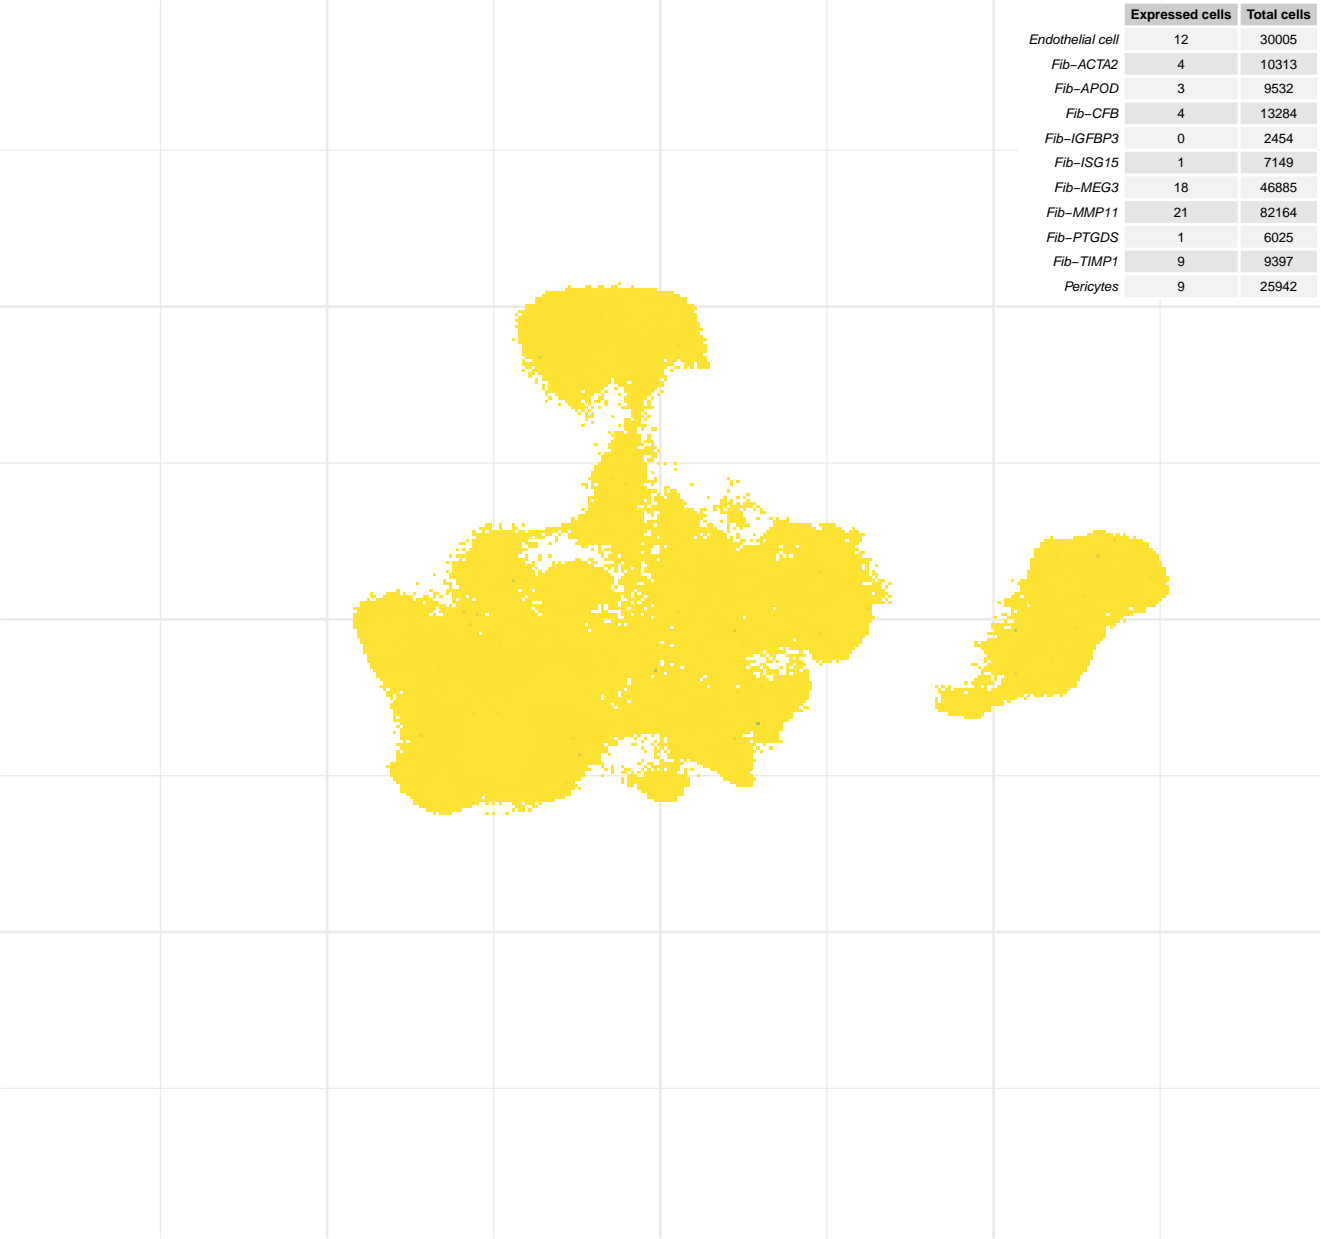 Expressed cells Total cells
Endothelial cell 12 30005
Fib−ACTA2 4 10313
Fib−APOD 3 9532
Fib−CFB 4 13284
Fib−IGFBP3 0 2454
Fib−ISG15 1 7149
Fib−MEG3 18 46885
Fib−MMP11 21 82164
Fib−PTGDS 1 6025
Fib−TIMP1 9 9397
Pericytes 9 25942